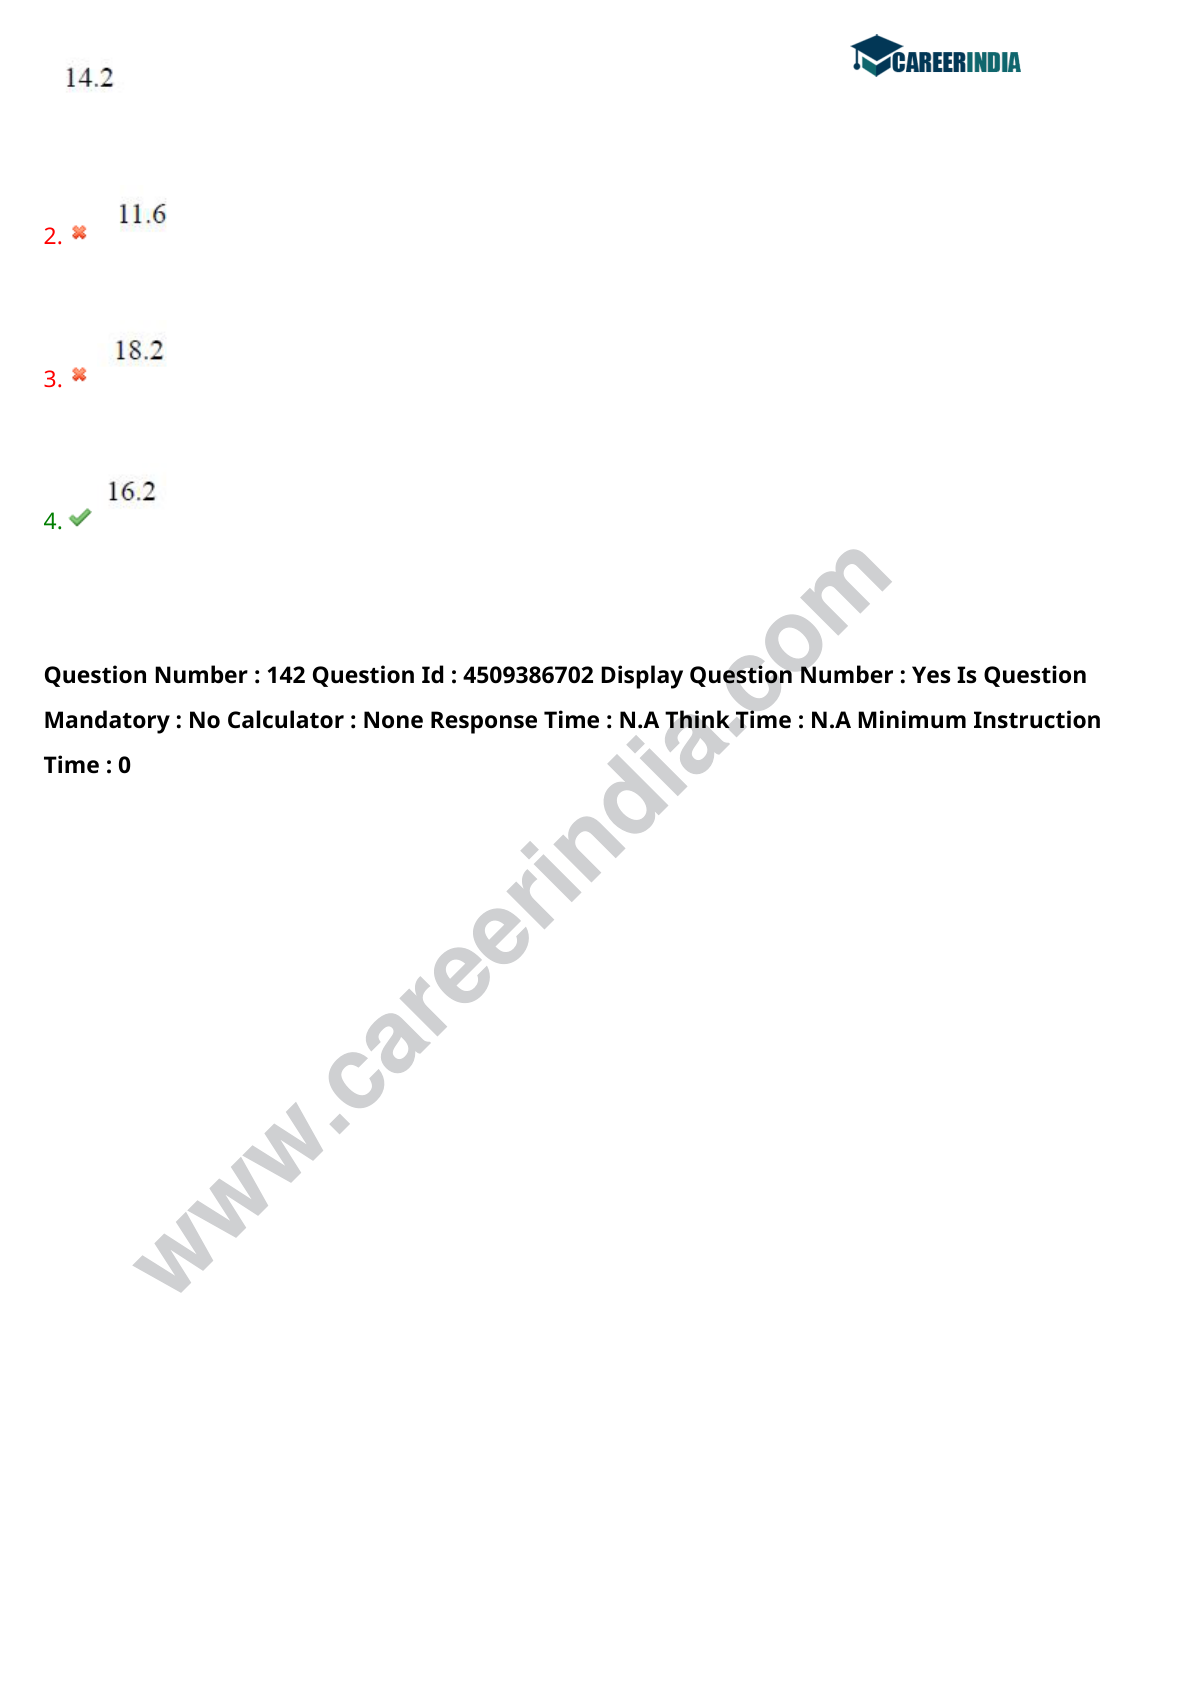 CAREERINDIA
14.2
2. 11.6
3. 18.2
4. 16.2
Question Number : 142 Question Id : 4509386702 Display Question Number : Yes Is Question
Mandatory : No Calculator : None Response Time : N.A Think Time : N.A Minimum Instruction
Time : 0
www.careerindia.com